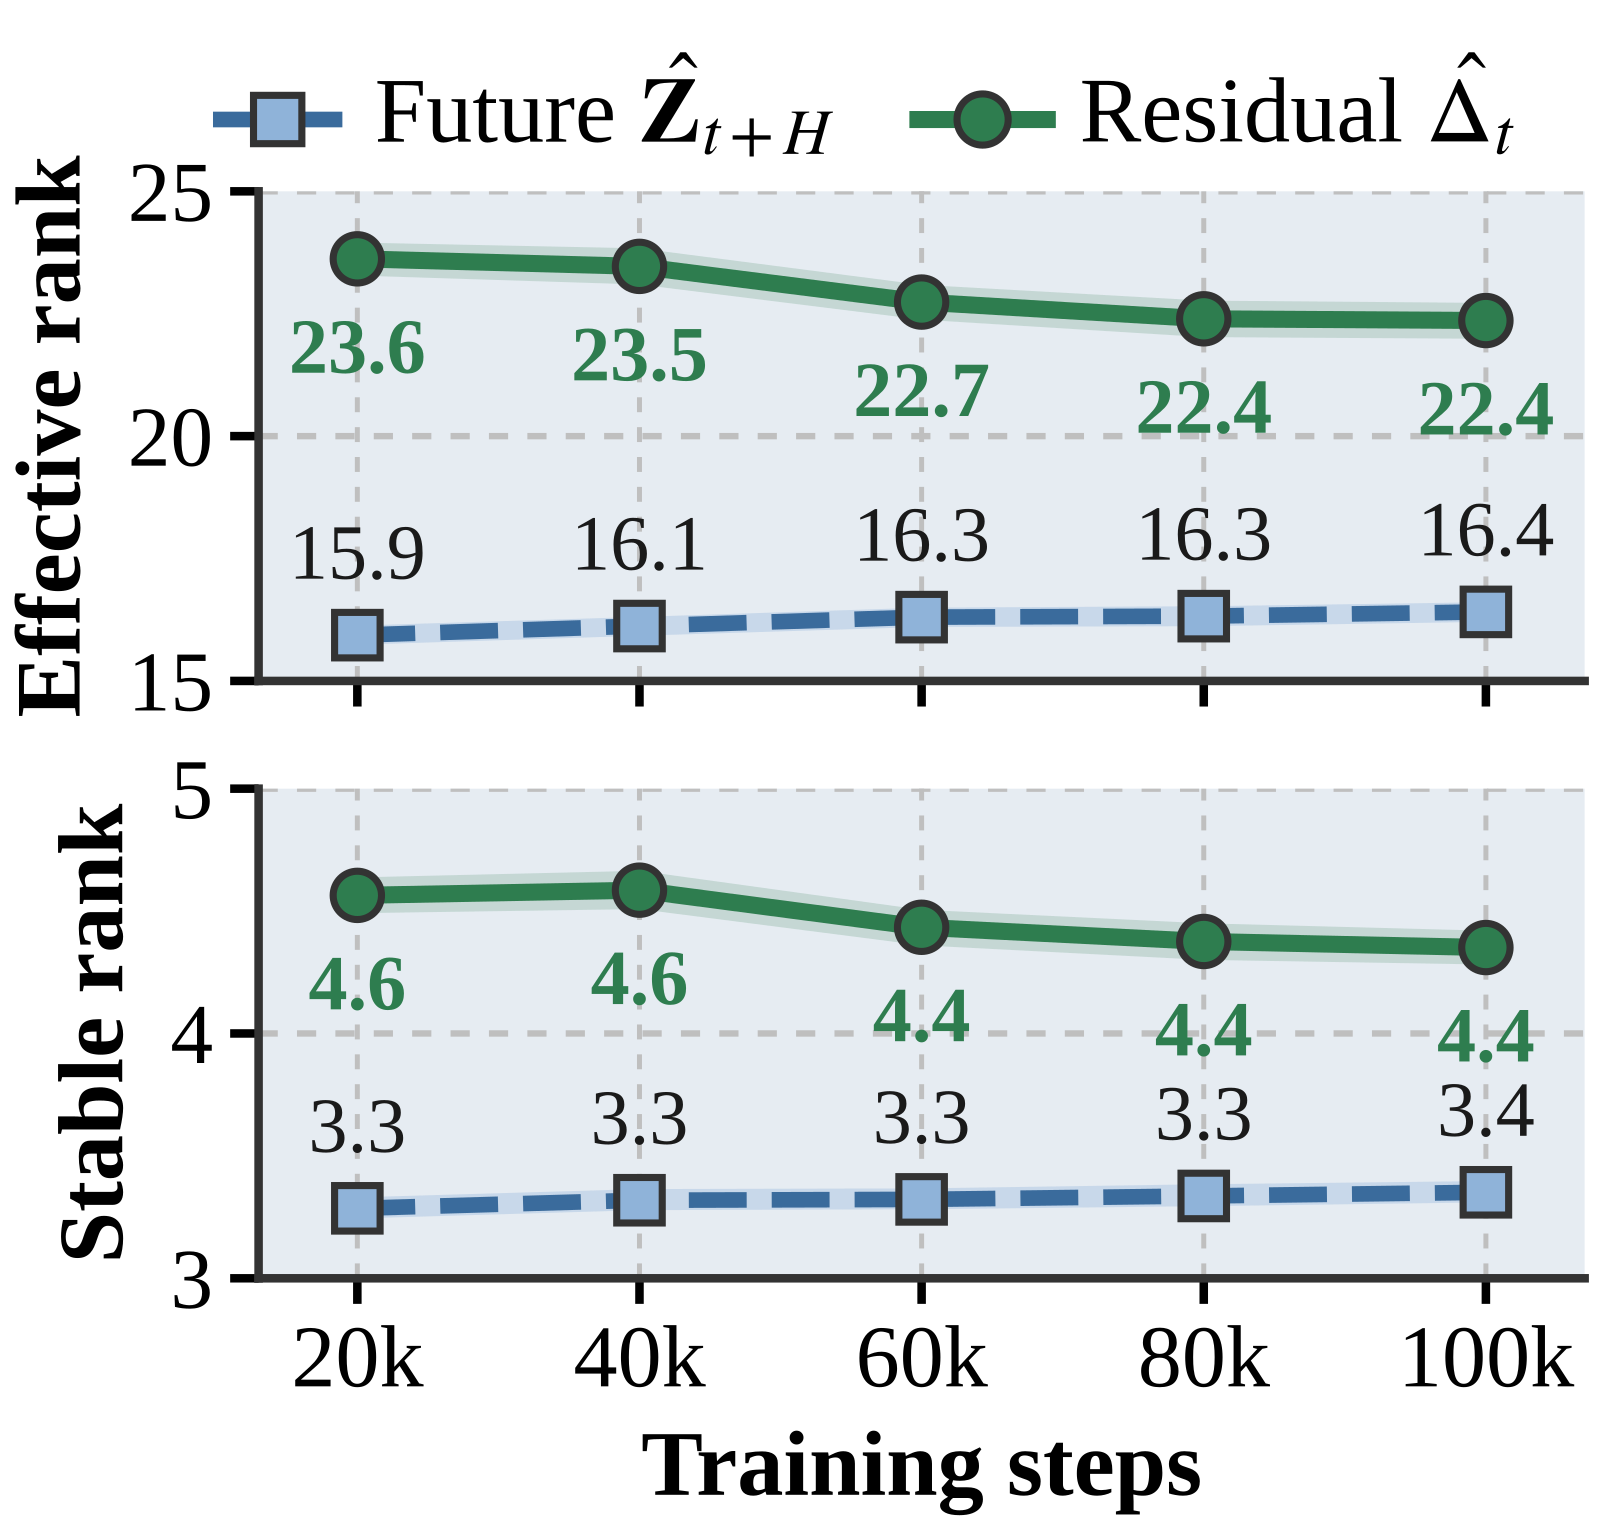 Future Ẑ_{t+H} Residual Δ̂_t
Effective rank
25
20
15
23.6 23.5 22.7 22.4 22.4
15.9 16.1 16.3 16.3 16.4
Stable rank
5
4
3
4.6 4.6 4.4 4.4 4.4
3.3 3.3 3.3 3.3 3.4
20k 40k 60k 80k 100k
Training steps